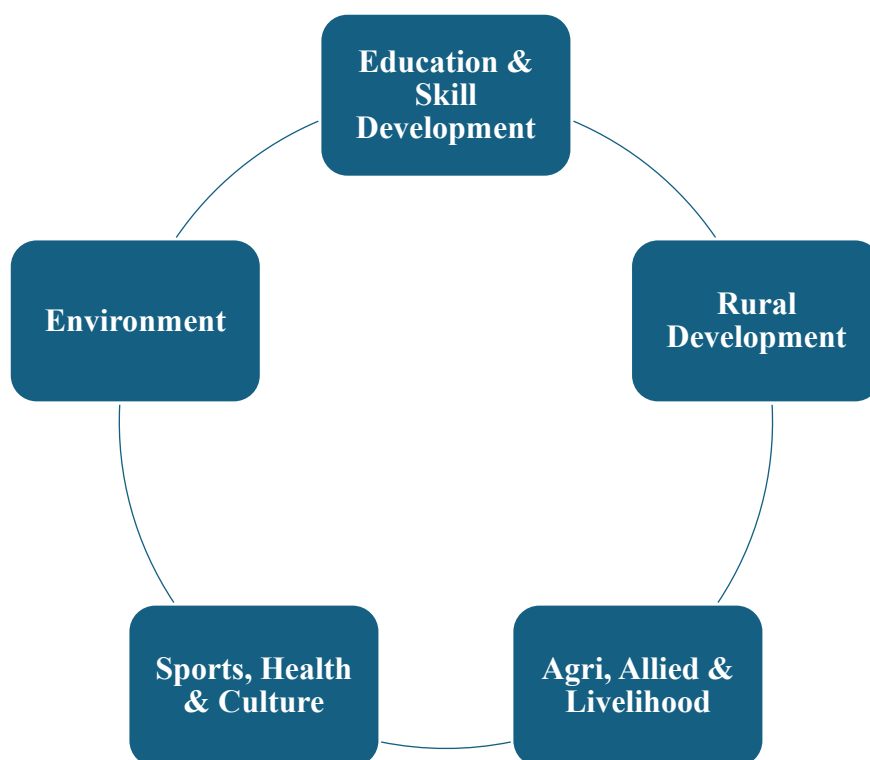 Education &
Skill
Development
Environment
Rural
Development
Sports, Health
& Culture
Agri, Allied &
Livelihood